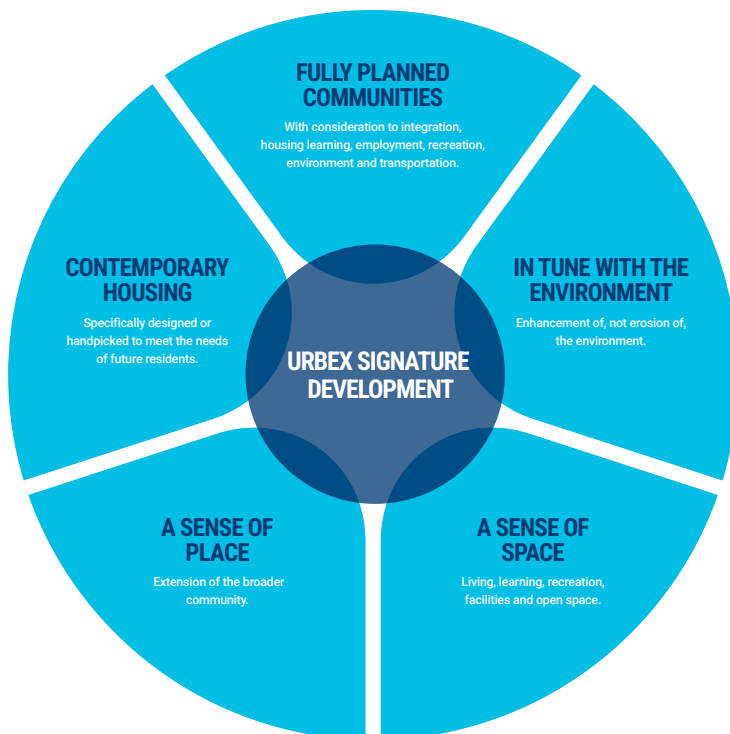 FULLY PLANNED
COMMUNITIES
With consideration to integration,
housing learning, employment, recreation,
environment and transportation.
CONTEMPORARY
HOUSING
Specifically designed or
handpicked to meet the needs
of future residents.
IN TUNE WITH THE
ENVIRONMENT
Enhancement of, not erosion of,
the environment.
URBEX SIGNATURE
DEVELOPMENT
A SENSE OF
PLACE
Extension of the broader
community.
A SENSE OF
SPACE
Living, learning, recreation,
facilities and open space.